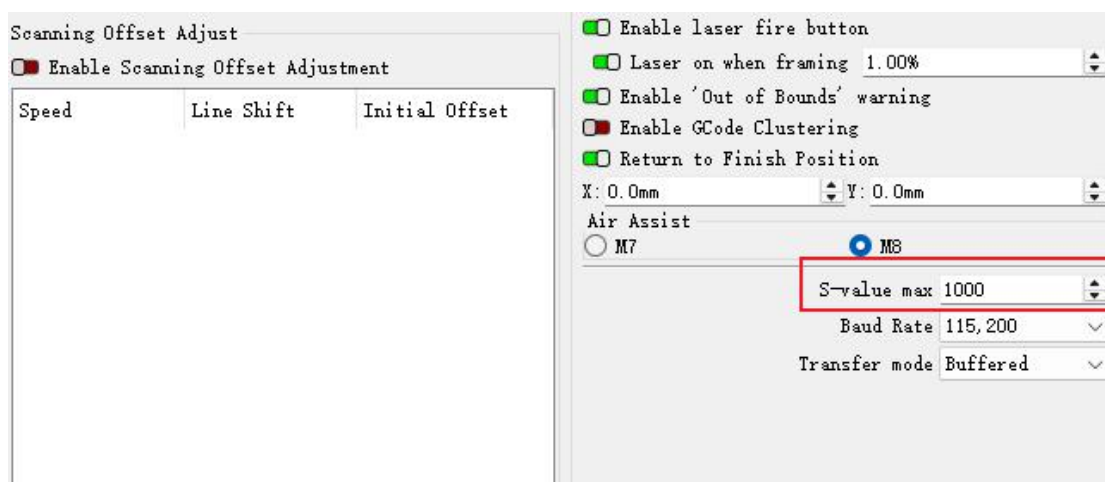 Scanning Offset Adjust
Enable Scanning Offset Adjustment
Speed Line Shift Initial Offset
Enable laser fire button
Laser on when framing 1.00%
Enable 'Out of Bounds' warning
Enable GCode Clustering
Return to Finish Position
X: 0.0mm Y: 0.0mm
Air Assist
M7 M8
S-value max 1000
Baud Rate 115,200
Transfer mode Buffered